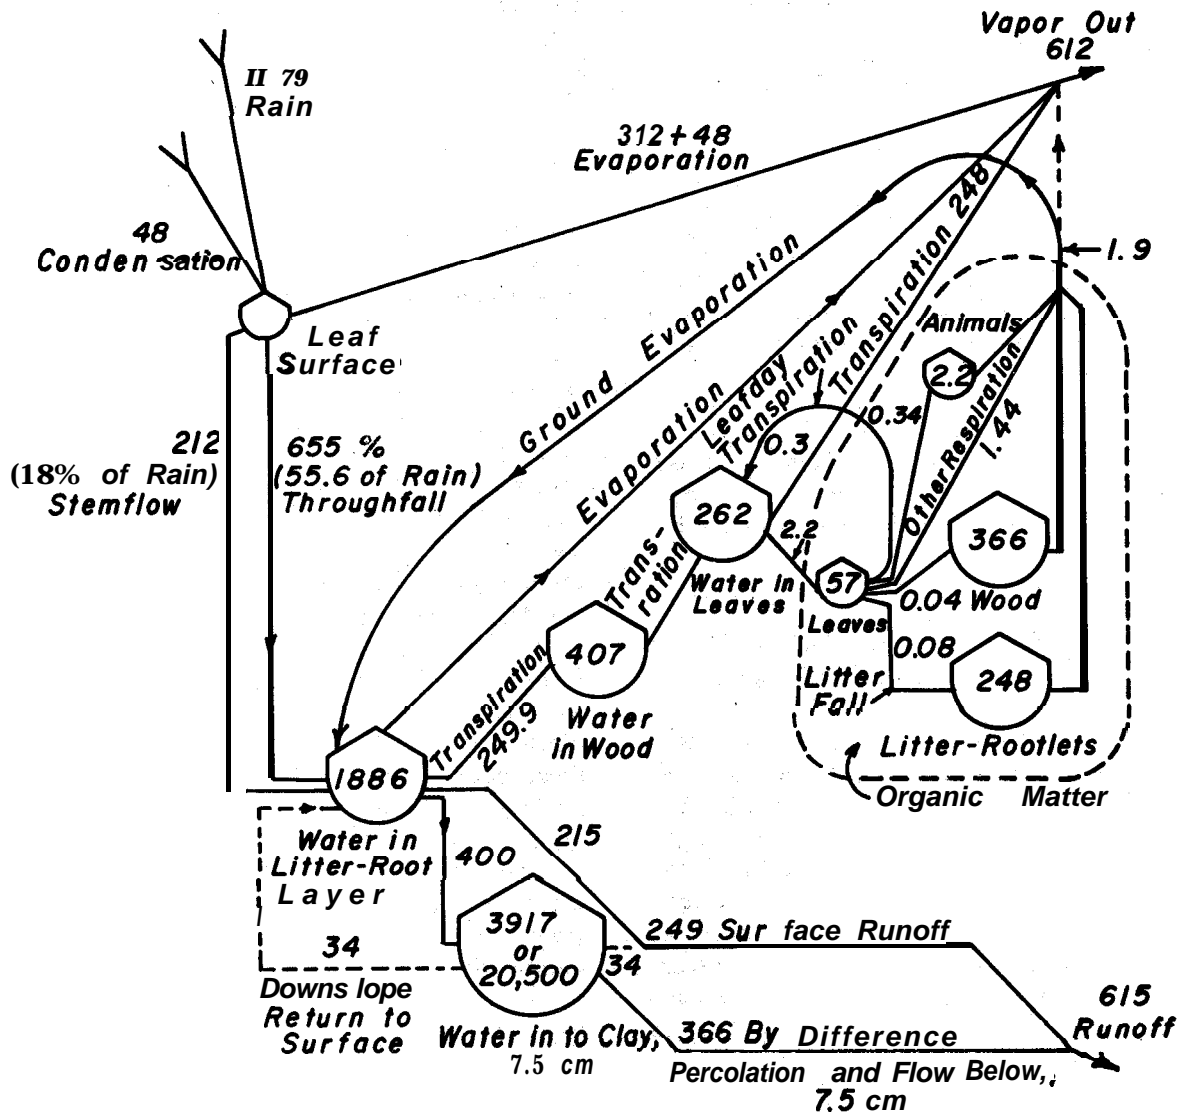 Vapor Out
612
II 79
Rain
312+48
Evaporation
48
Conden sation
1.9
Leaf
Surface
Ground Evaporation
Evaporation
Leafday
Transpiration
Transpiration 248
Animals
2.2
0.34
Other Respiration
1.44
0.3
212
(18% of Rain)
Stemflow
655 %
(55.6 of Rain)
Throughfall
262
Water in
Leaves
2.2
57
Leaves
366
0.04 Wood
0.08
Litter
Fall
248
Litter-Rootlets
Organic Matter
Trans-
ration
407
Water
in Wood
Transpiration
249.9
1886
Water in
Litter-Root
Layer
400
215
3917
or
20,500
34
249 Sur face Runoff
34
Downs lope
Return to
Surface
Water in to Clay,
7.5 cm
366 By Difference
Percolation and Flow Below,
7.5 cm
615
Runoff